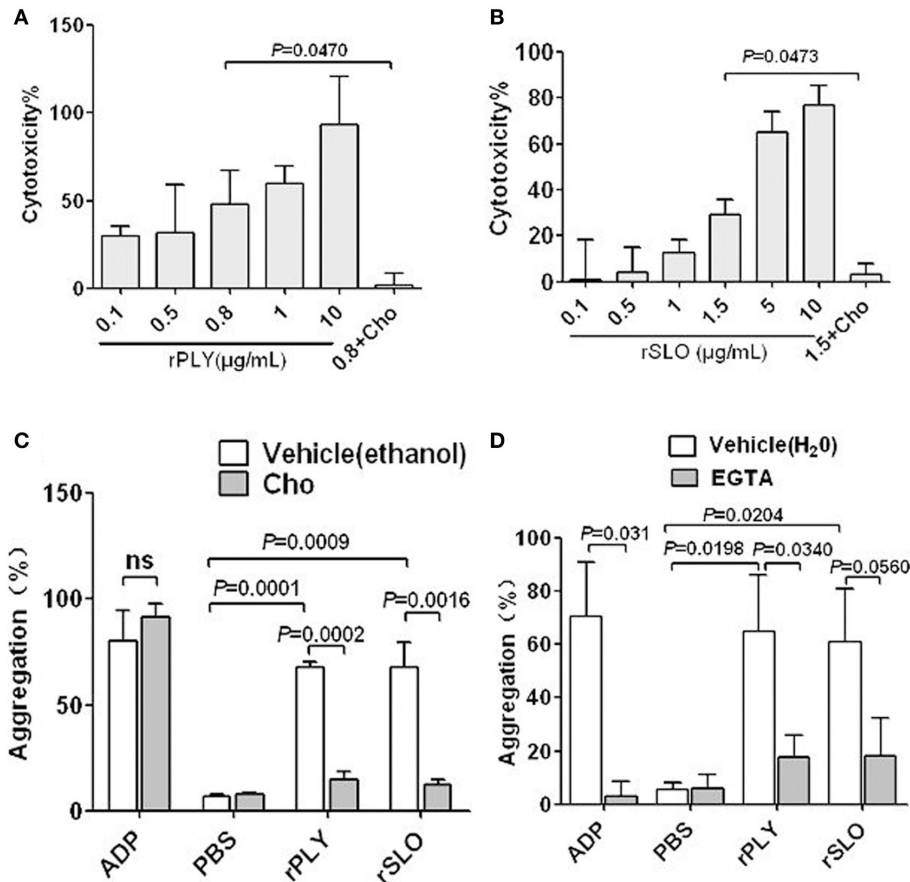 A
150
100
50
0
Cytotoxicity%
P=0.0470
0.1
0.5
0.8
1
10
0.8+Cho
rPLY(µg/mL)
B
100
80
60
40
20
0
Cytotoxicity%
P=0.0473
0.1
0.5
1
1.5
5
10
1.5+Cho
rSLO (µg/mL)
C
Vehicle(ethanol)
Cho
150
100
50
0
Aggregation (%)
ns
P=0.0009
P=0.0001
P=0.0002
P=0.0016
ADP
PBS
rPLY
rSLO
D
Vehicle(H₂0)
EGTA
100
80
60
40
20
0
Aggregation (%)
P=0.0204
P=0.031
P=0.0198
P=0.0340
P=0.0560
ADP
PBS
rPLY
rSLO